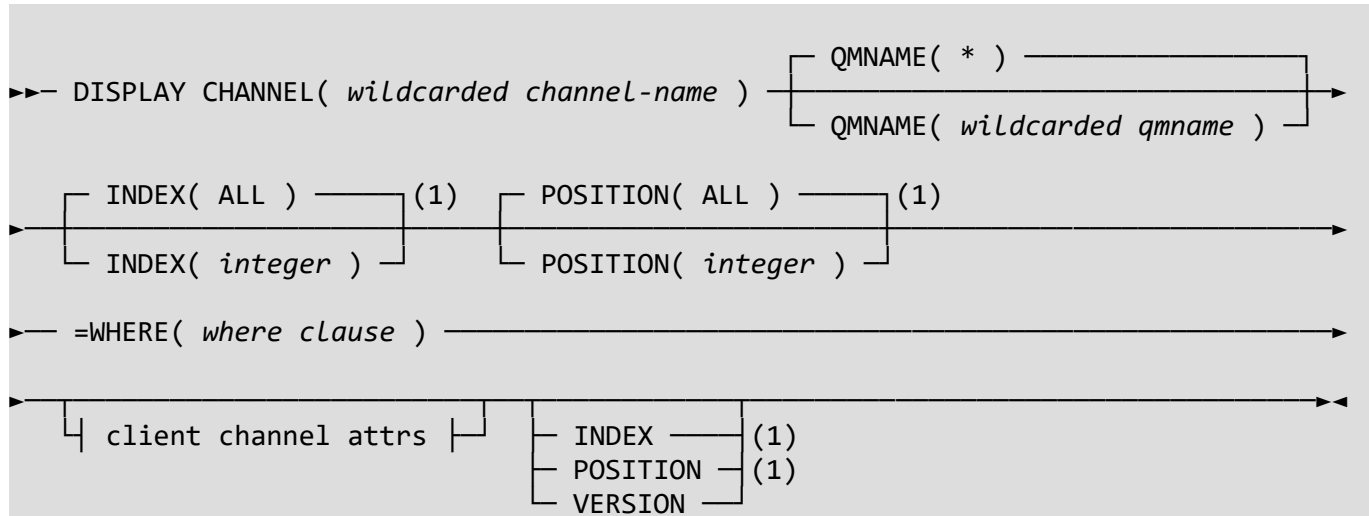 QMNAME( * )
DISPLAY CHANNEL( wildcarded channel-name )
QMNAME( wildcarded qmname )
INDEX( ALL ) (1) POSITION( ALL ) (1)
INDEX( integer ) POSITION( integer )
=WHERE( where clause )
client channel attrs INDEX (1)
POSITION (1)
VERSION